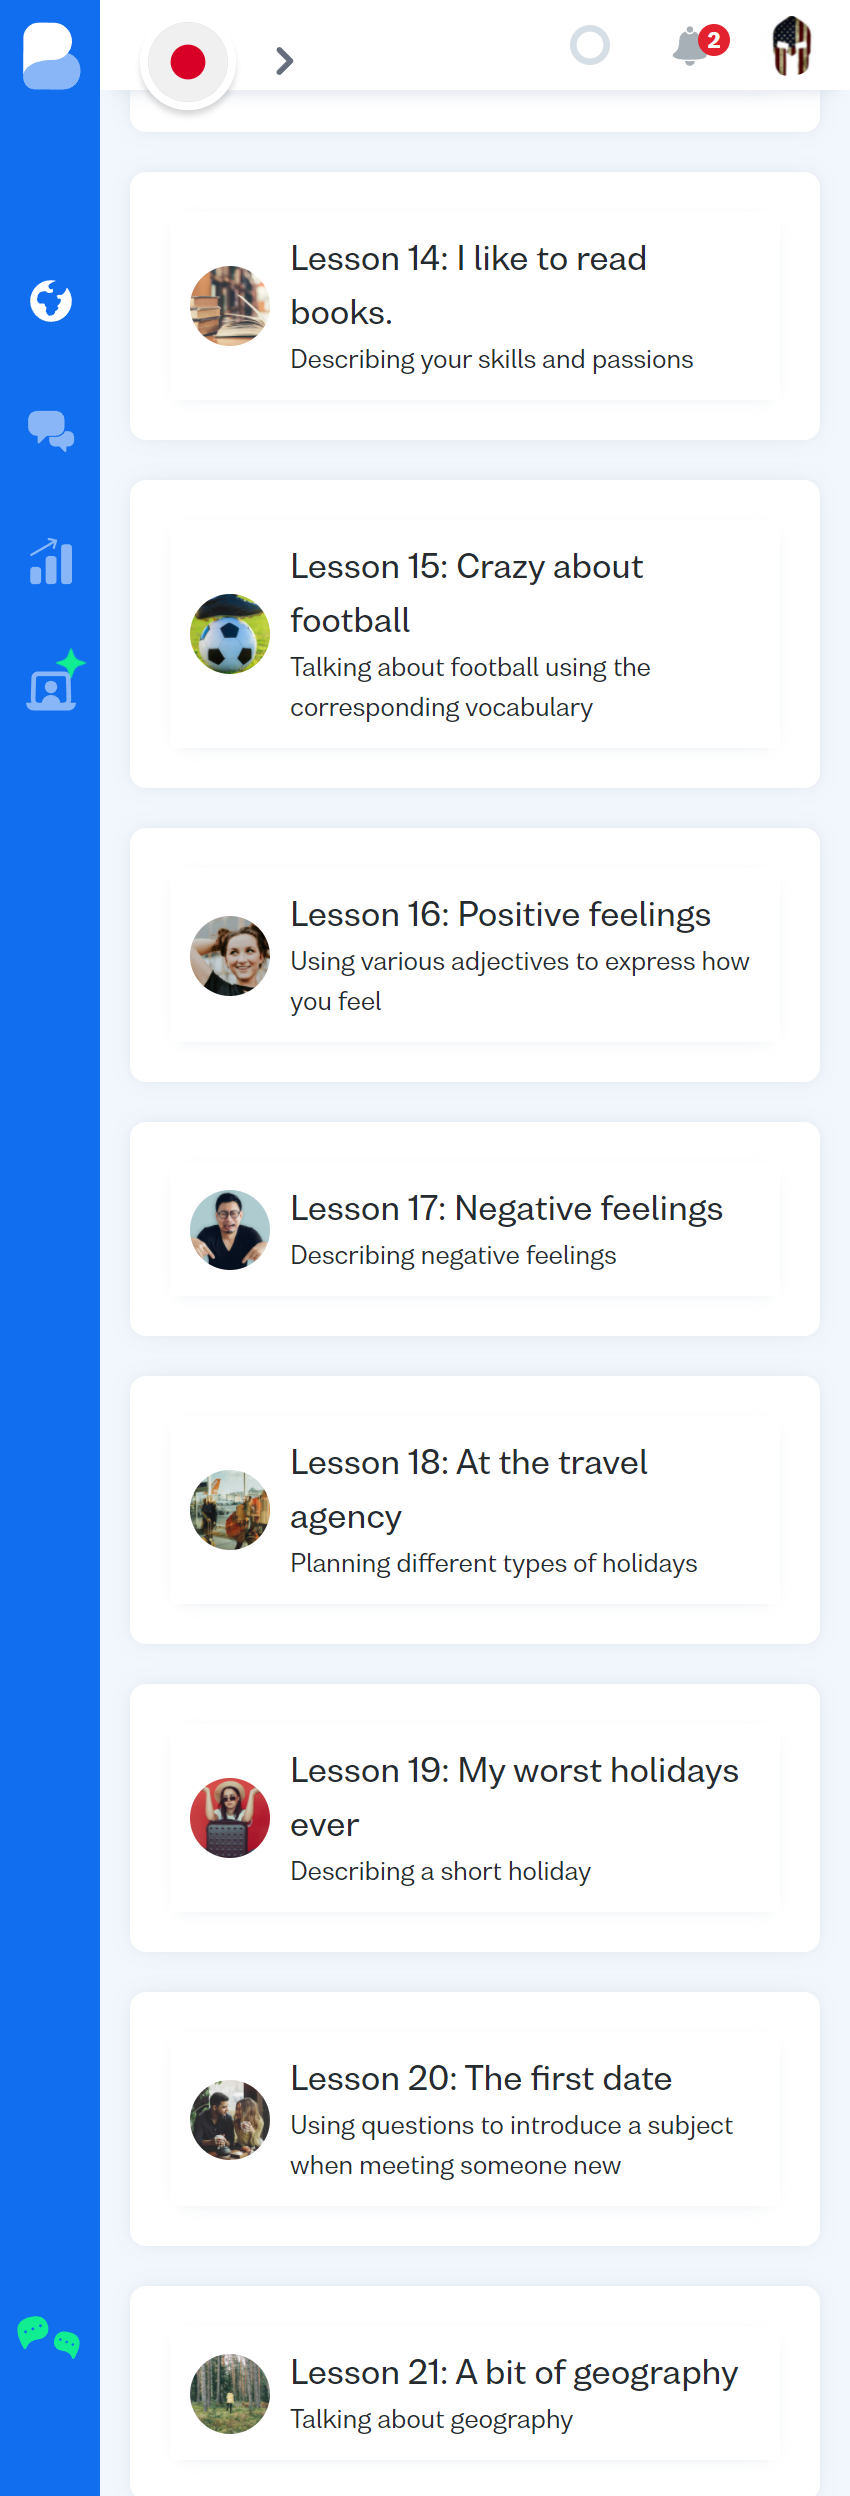 2
Lesson 14: I like to read
books.
Describing your skills and passions
Lesson 15: Crazy about
football
Talking about football using the
corresponding vocabulary
Lesson 16: Positive feelings
Using various adjectives to express how
you feel
Lesson 17: Negative feelings
Describing negative feelings
Lesson 18: At the travel
agency
Planning different types of holidays
Lesson 19: My worst holidays
ever
Describing a short holiday
Lesson 20: The first date
Using questions to introduce a subject
when meeting someone new
Lesson 21: A bit of geography
Talking about geography